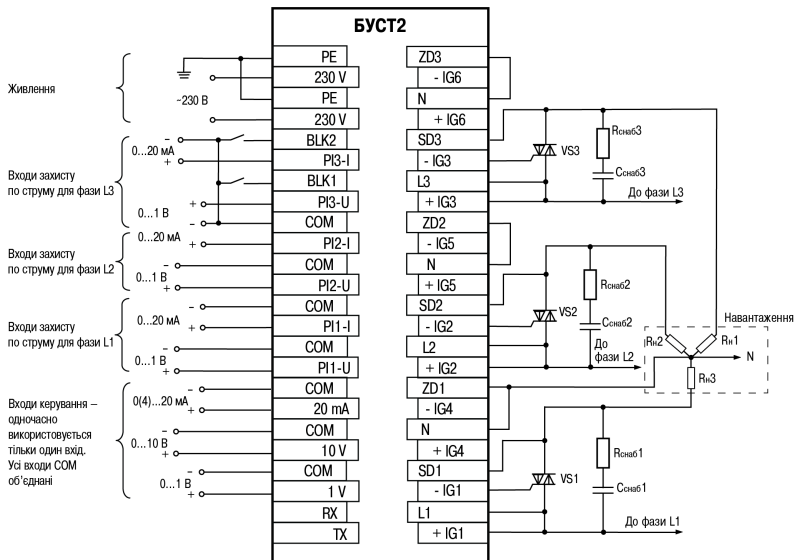 БУСТ2
Живлення
~230 В
PE
230 V
PE
230 V
BLK2
PI3-I
BLK1
PI3-U
COM
PI2-I
COM
PI2-U
COM
PI1-I
COM
PI1-U
COM
20 mA
COM
10 V
COM
1 V
RX
TX
Входи захисту
по струму для фази L3
– 0...20 мА +
+ 0...1 В –
Входи захисту
по струму для фази L2
0...20 мА +
– 0...1 В +
Входи захисту
по струму для фази L1
– 0...20 мА +
– 0...1 В +
Входи керування –
одночасно
використовується
тільки один вхід.
Усі входи COM
об’єднані
– 0(4)...20 мА +
– 0...10 В +
– 0...1 В +
ZD3
- IG6
N
+ IG6
SD3
- IG3
L3
+ IG3
ZD2
- IG5
N
+ IG5
SD2
- IG2
L2
+ IG2
ZD1
- IG4
N
+ IG4
SD1
- IG1
L1
+ IG1
VS3
Rснаб3
Cснаб3
До фази L3
VS2
Rснаб2
Cснаб2
До
фази L2
Навантаження
Rн2
Rн1
N
Rн3
VS1
Rснаб1
Cснаб1
До фази L1